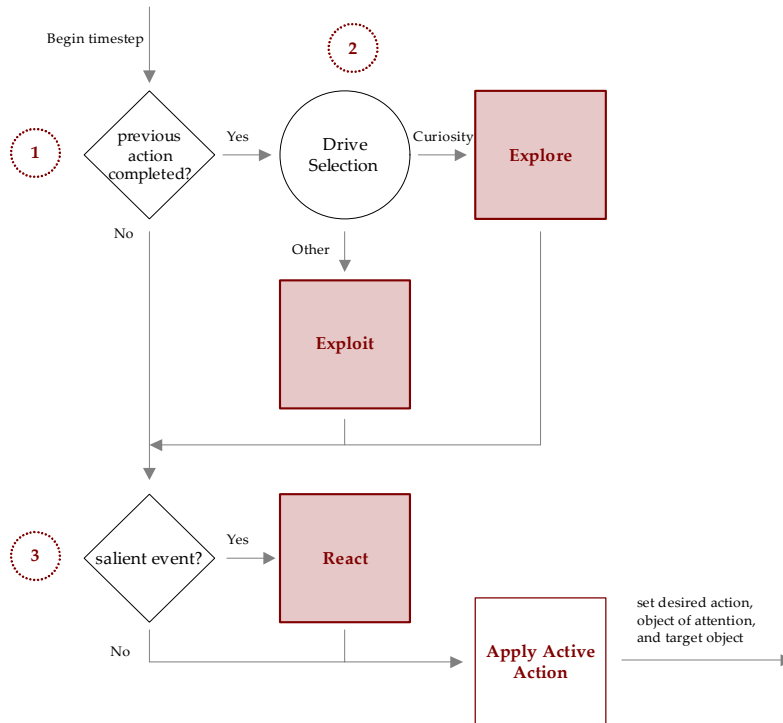 Begin timestep
2
1
previous
action
completed?
Yes
Drive
Selection
Curiosity
Explore
No
Other
Exploit
3
salient event?
Yes
React
No
Apply Active
Action
set desired action,
object of attention,
and target object